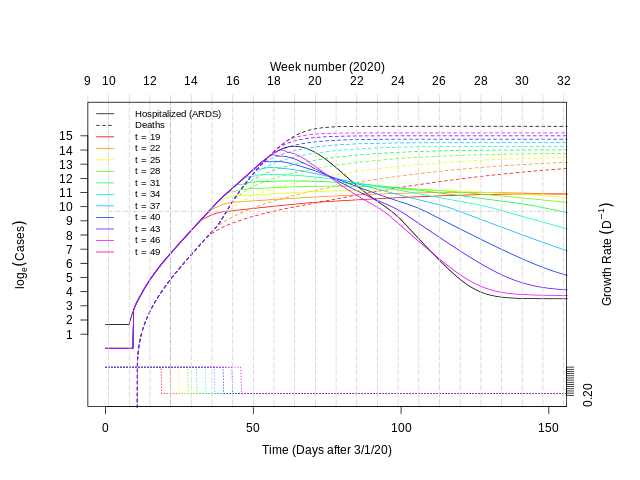 Week number (2020)
9 10 12 14 16 18 20 22 24 26 28 30 32
Hospitalized (ARDS)
Deaths
t = 19
t = 22
t = 25
t = 28
t = 31
t = 34
t = 37
t = 40
t = 43
t = 46
t = 49
15
14
13
12
11
10
9
8
7
6
5
4
3
2
1
logₑ(Cases)
Growth Rate (D⁻¹)
0.20
0 50 100 150
Time (Days after 3/1/20)